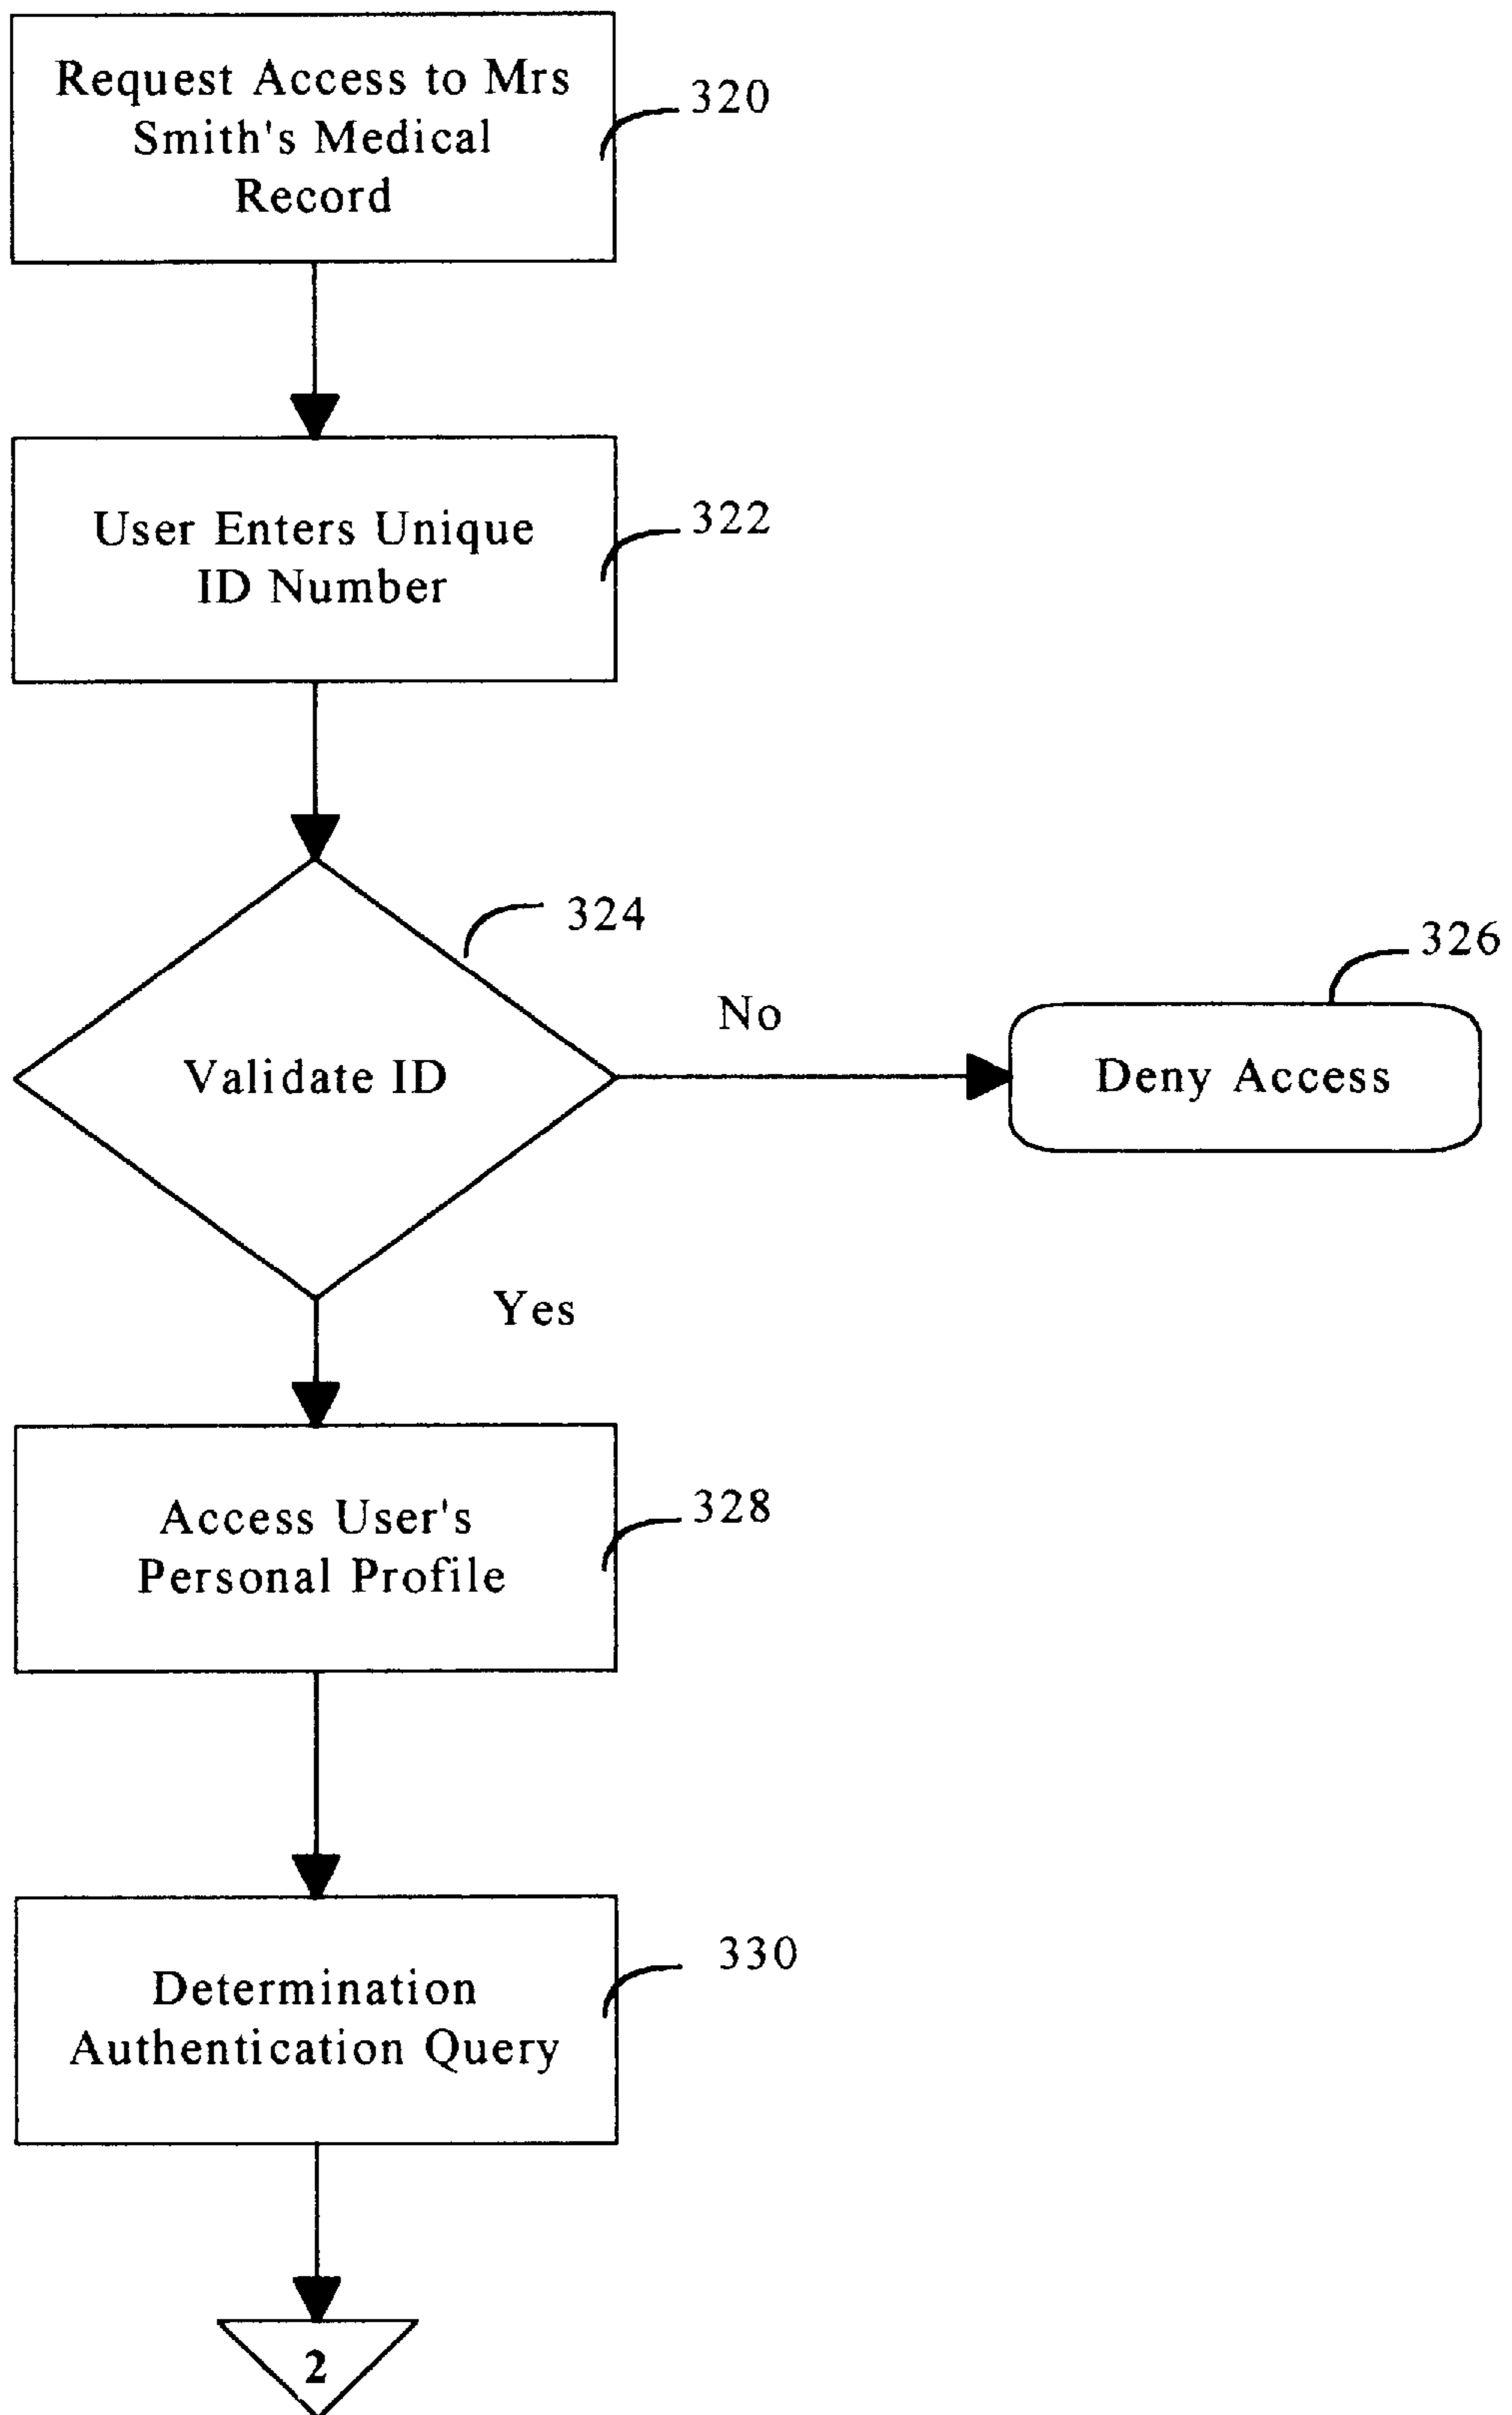 Request Access to Mrs
Smith's Medical
Record
320
User Enters Unique
ID Number
322
324
Validate ID
No
326
Deny Access
Yes
Access User's
Personal Profile
328
Determination
Authentication Query
330
2